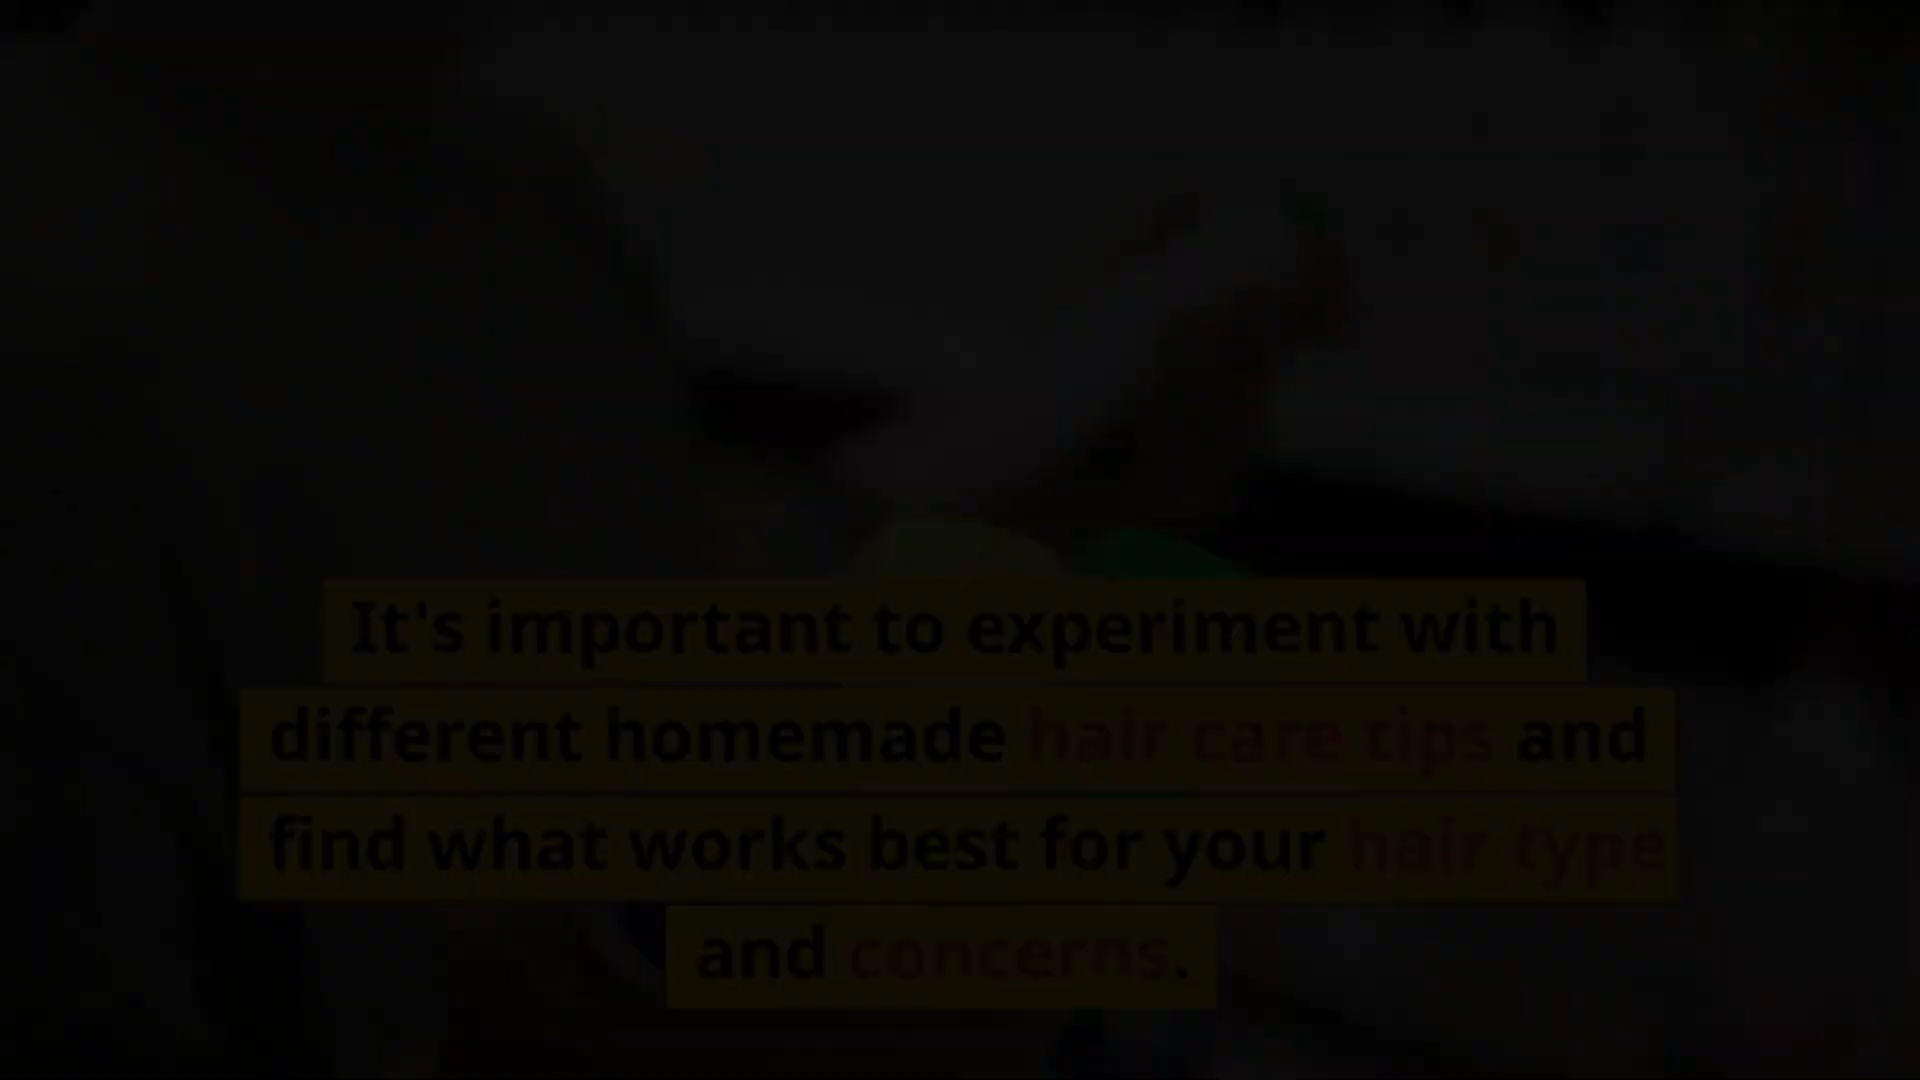 It's important to experiment with
different homemade hair care tips and
find what works best for your hair type
and concerns.